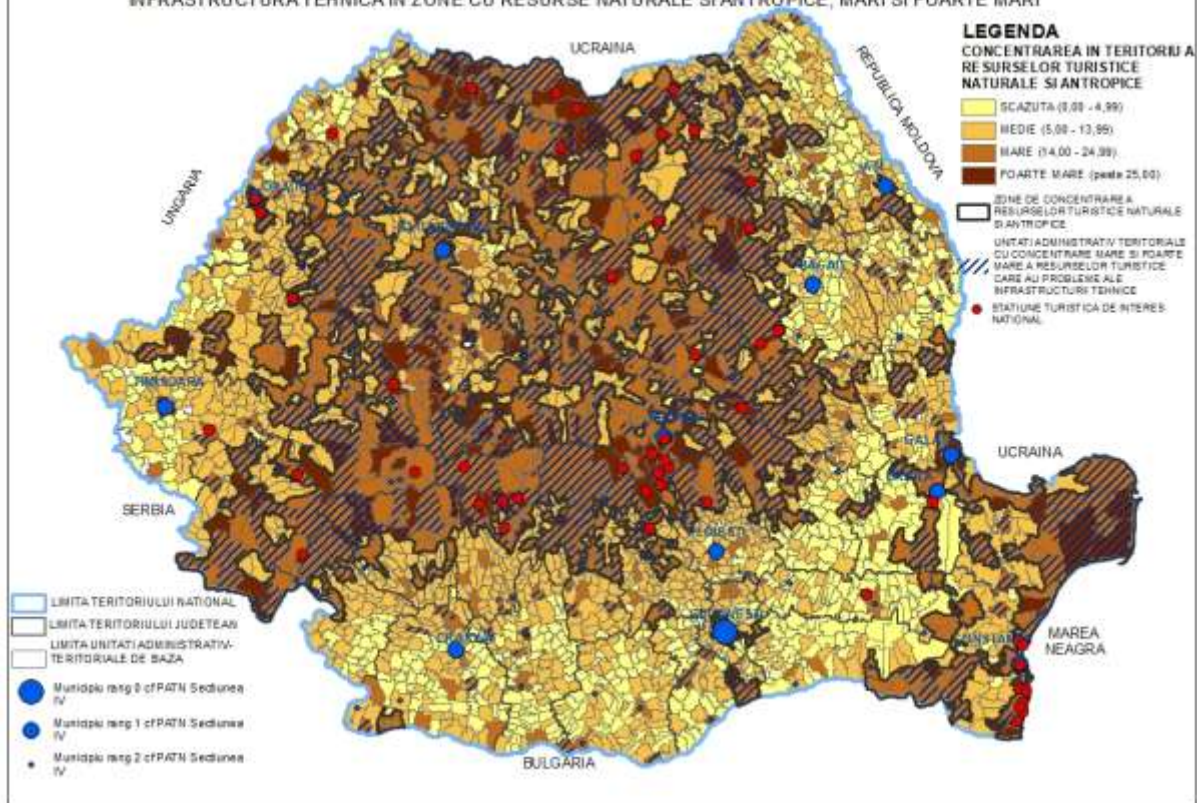 INFRASTRUCTURA TEHNICA IN ZONE CU RESURSE NATURALE SI ANTROPICE, MARI SI FOARTE MARI
UCRAINA
REPUBLICA MOLDOVA
UNGARIA
LEGENDA
CONCENTRAREA IN TERITORIU A
RESURSELOR TURISTICE
NATURALE SI ANTROPICE
SCAZUTA (0,00 - 4,99)
MEDIE (5,00 - 13,99)
MARE (14,00 - 24,99)
FOARTE MARE (peste 25,00)
ZONE DE CONCENTRARE A
RESURSELOR TURISTICE NATURALE
SI ANTROPICE
UNITATI ADMINISTRATIV TERITORIALE
CU CONCENTRARE MARE SI FOARTE
MARE A RESURSELOR TURISTICE
CARE AU PROBLEME ALE
INFRASTRUCTURII TEHNICE
STATIUNE TURISTICA DE INTERES
NATIONAL
BACAU
TIMISOARA
GALATI
UCRAINA
SERBIA
PLOIESTI
CRAIOVA
MAREA
NEAGRA
BULGARIA
LIMITA TERITORIULUI NATIONAL
LIMITA TERITORIULUI JUDETEAN
LIMITA UNITATI ADMINISTRATIV-
TERITORIALE DE BAZA
Municipiu rang 0 cf PATN Sectiunea
IV
Municipiu rang 1 cf PATN Sectiunea
IV
Municipiu rang 2 cf PATN Sectiunea
IV